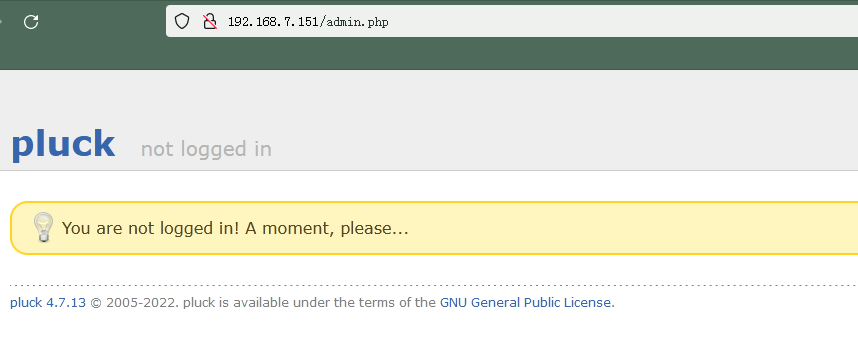 192.168.7.151/admin.php
pluck not logged in
You are not logged in! A moment, please...
pluck 4.7.13 © 2005-2022. pluck is available under the terms of the GNU General Public License.